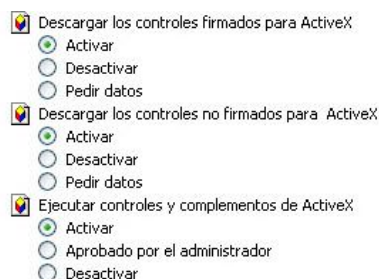 Descargar los controles firmados para ActiveX
Activar
Desactivar
Pedir datos
Descargar los controles no firmados para ActiveX
Activar
Desactivar
Pedir datos
Ejecutar controles y complementos de ActiveX
Activar
Aprobado por el administrador
Desactivar